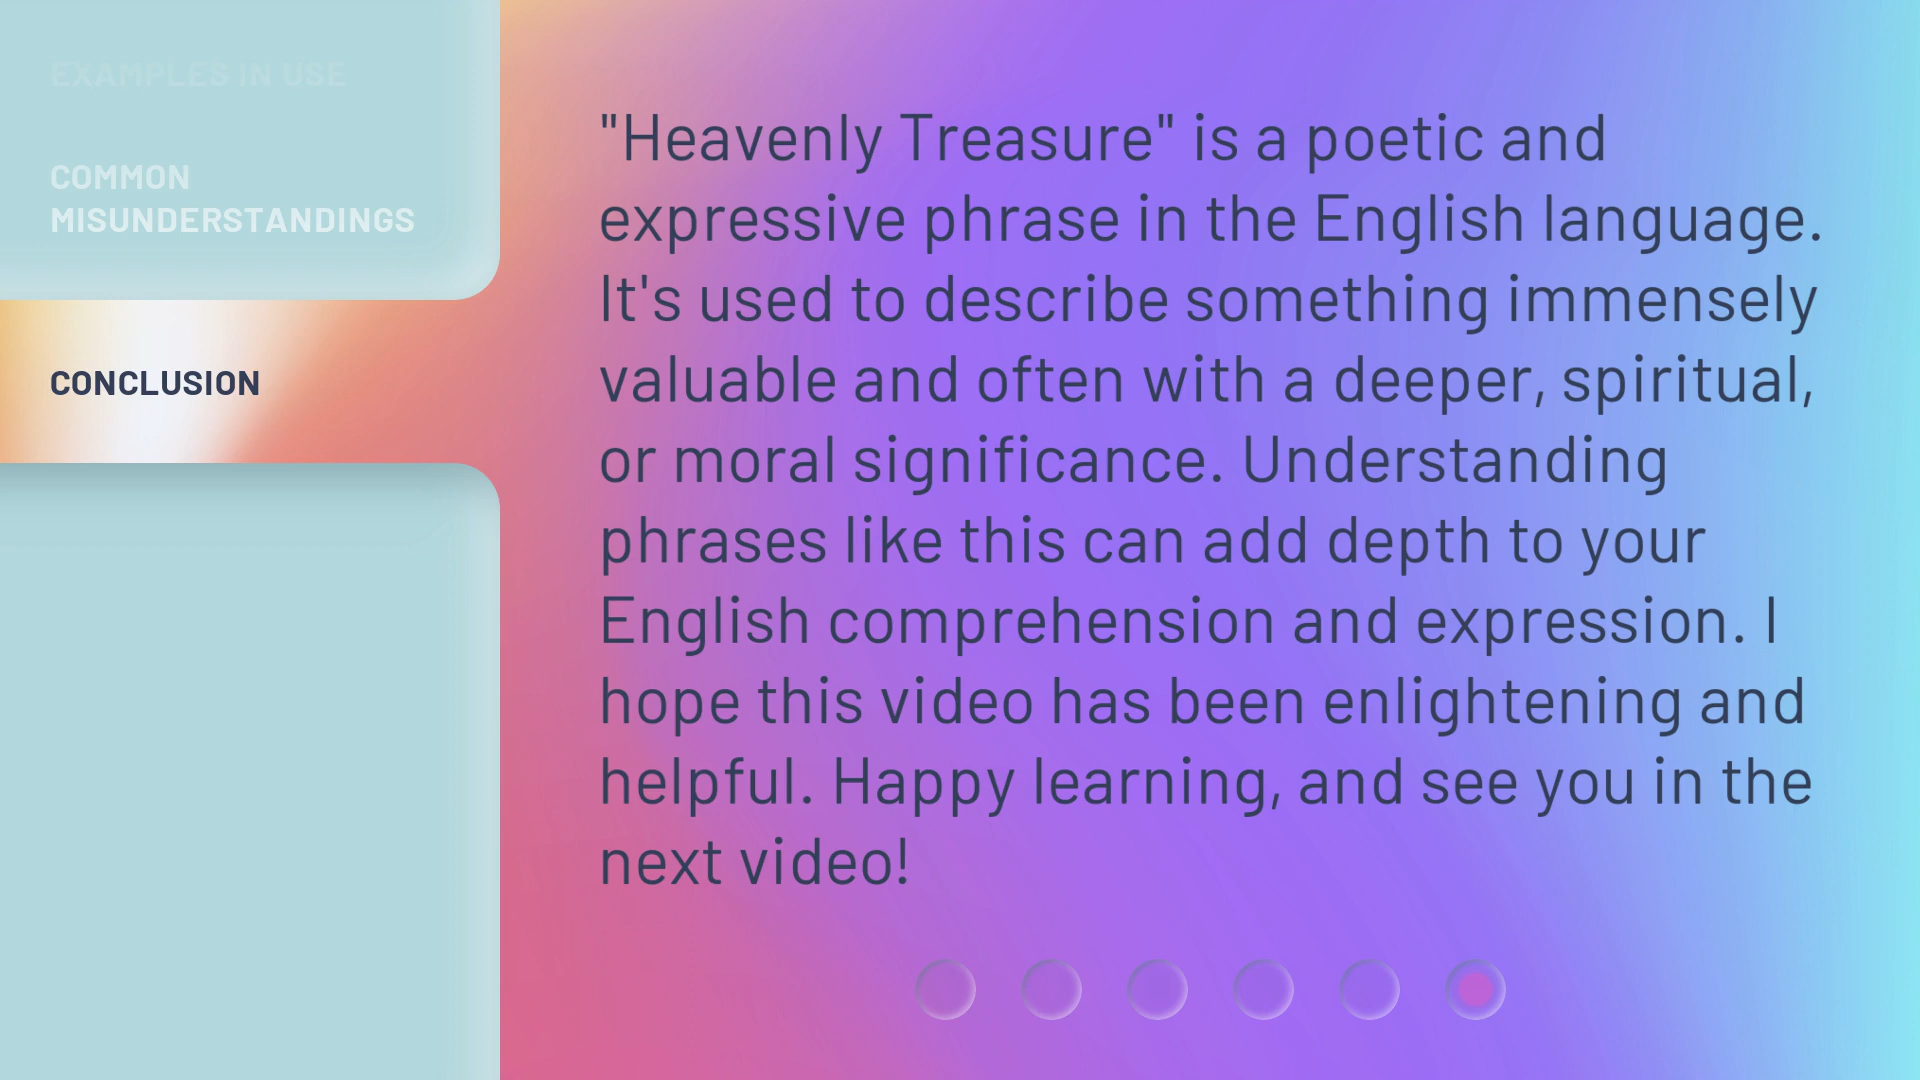 EXAMPLES IN USE
COMMON
MISUNDERSTANDINGS
CONCLUSION
"Heavenly Treasure" is a poetic and
expressive phrase in the English language.
It's used to describe something immensely
valuable and often with a deeper, spiritual,
or moral significance. Understanding
phrases like this can add depth to your
English comprehension and expression. I
hope this video has been enlightening and
helpful. Happy learning, and see you in the
next video!